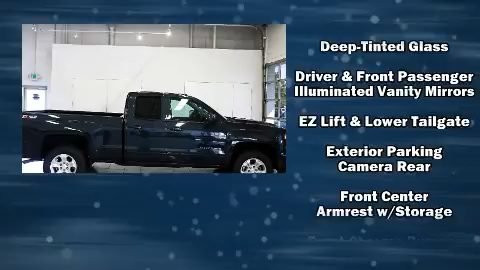 Deep-Tinted Glass
Driver & Front Passenger
Illuminated Vanity Mirrors
EZ Lift & Lower Tailgate
Exterior Parking
Camera Rear
Front Center
Armrest w/Storage